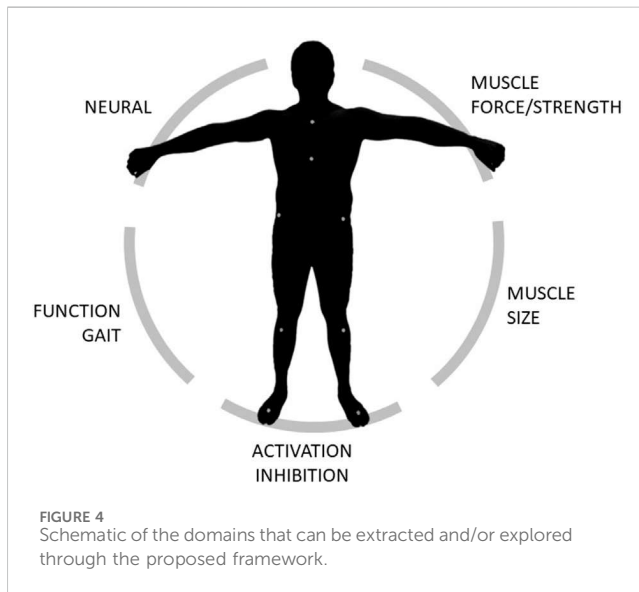 NEURAL
MUSCLE
FORCE/STRENGTH
FUNCTION
GAIT
MUSCLE
SIZE
ACTIVATION
INHIBITION
FIGURE 4
Schematic of the domains that can be extracted and/or explored
through the proposed framework.